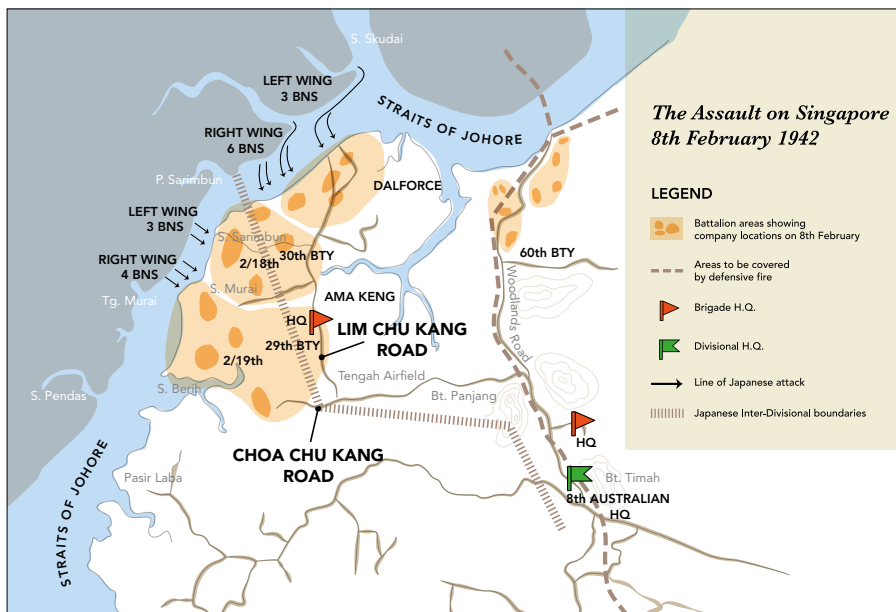 S. Skudai
LEFT WING
3 BNS
STRAITS OF JOHORE
RIGHT WING
6 BNS
P. Sarimbun
DALFORCE
LEFT WING
3 BNS
S. Sarimbun
30th BTY
2/18th
60th BTY
RIGHT WING
4 BNS
S. Murai
Tg. Murai
AMA KENG
Woodlands Road
HQ
LIM CHU KANG
ROAD
29th BTY
2/19th
Tengah Airfield
S. Berih
S. Pendas
Bt. Panjang
HQ
CHOA CHU KANG
ROAD
Pasir Laba
STRAITS OF JOHORE
Bt. Timah
8th AUSTRALIAN
HQ
The Assault on Singapore
8th February 1942
LEGEND
Battalion areas showing
company locations on 8th February
Areas to be covered
by defensive fire
Brigade H.Q.
Divisional H.Q.
Line of Japanese attack
Japanese Inter-Divisional boundaries